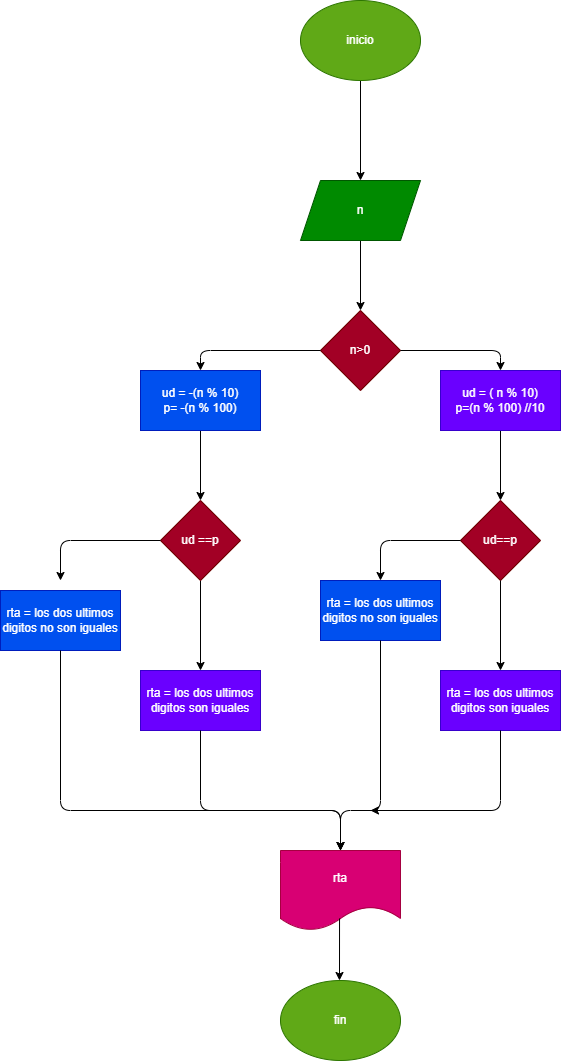 inicio
n
n>0
ud = -(n % 10)
p= -(n % 100)
ud = ( n % 10)
p=(n % 100) //10
ud ==p
ud==p
rta = los dos ultimos
digitos no son iguales
rta = los dos ultimos
digitos no son iguales
rta = los dos ultimos
digitos son iguales
rta = los dos ultimos
digitos son iguales
rta
fin